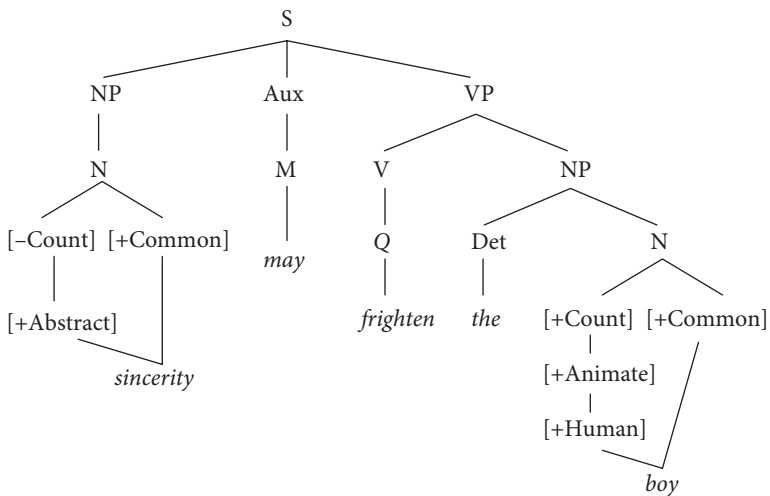 S
NP Aux VP
N M V NP
[–Count] [+Common] may Q Det N
[+Abstract] frighten the [+Count] [+Common]
sincerity [+Animate]
[+Human]
boy